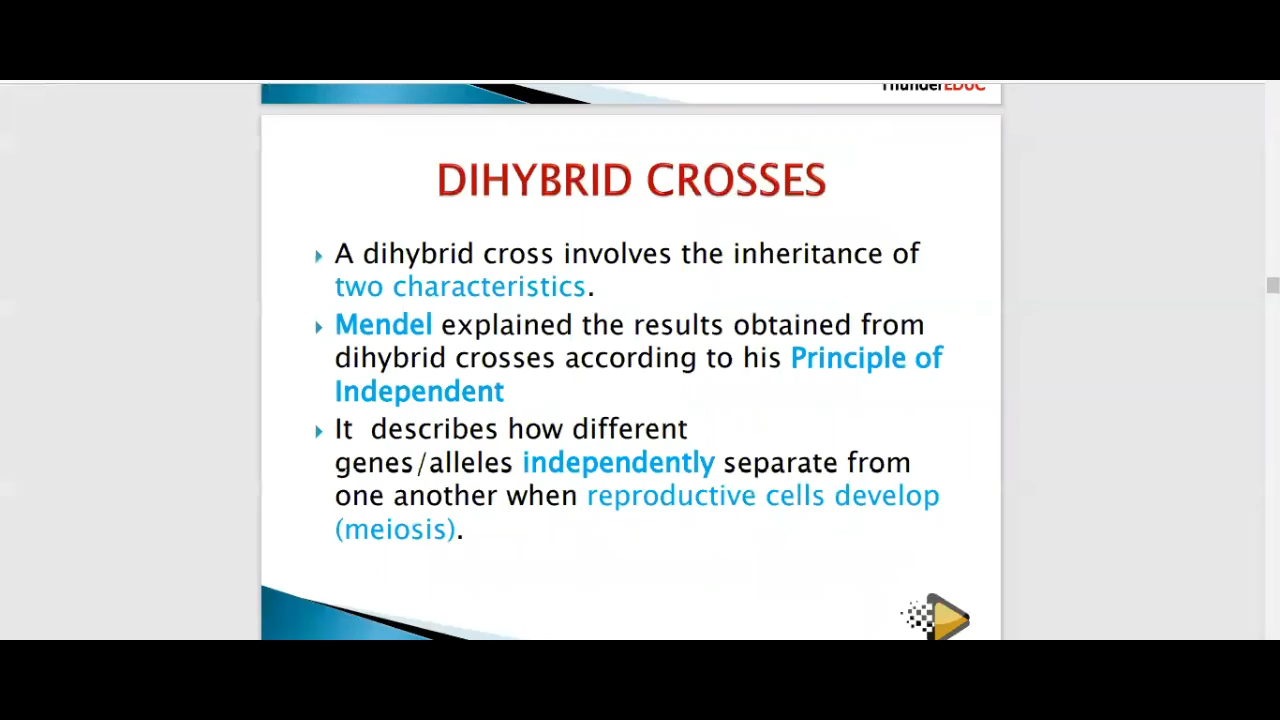 ThunderEDUC
DIHYBRID CROSSES
A dihybrid cross involves the inheritance of
two characteristics.
Mendel explained the results obtained from
dihybrid crosses according to his Principle of
Independent
It describes how different
genes/alleles independently separate from
one another when reproductive cells develop
(meiosis).